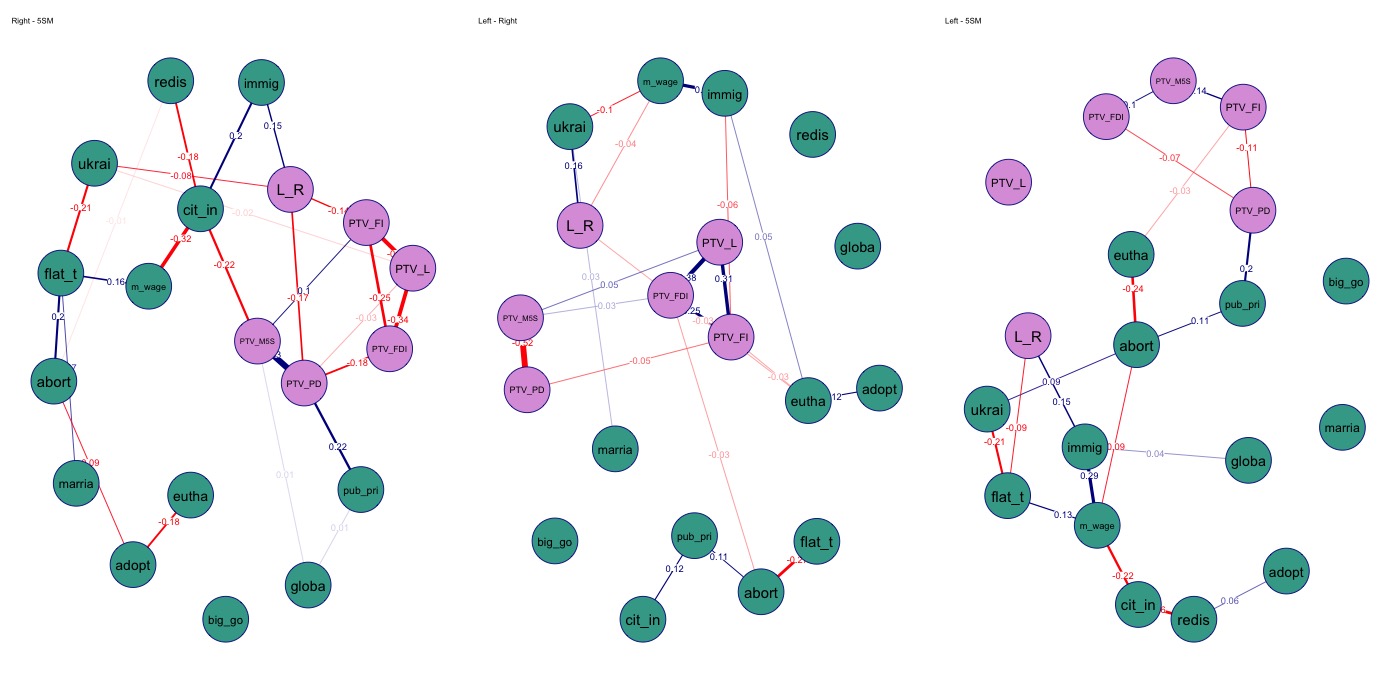 Right - 5SM
redis
immig
0.2
0.15
-0.18
ukrai
-0.08
L_R
-0.01
-0.21
cit_in
-0.02
-0.14
PTV_FI
-0.32
-0.22
PTV_L
flat_t
0.16
m_wage
0.1
-0.17
-0.25
-0.03
-0.34
0.2
PTV_M5S
PTV_FDI
-0.18
abort
PTV_PD
0.22
marria
eutha
0.01
pub_pri
-0.18
0.01
adopt
globa
big_go
Left - Right
m_wage
immig
-0.1
ukrai
redis
-0.04
0.16
-0.06
L_R
0.05
PTV_L
globa
0.03
0.05
0.31
-0.03
PTV_FDI
PTV_M5S
-0.03
PTV_FI
-0.52
-0.05
-0.03
PTV_PD
eutha
adopt
marria
-0.03
big_go
pub_pri
flat_t
0.11
0.12
abort
cit_in
Left - 5SM
PTV_M5S
PTV_FDI
PTV_FI
-0.11
-0.07
PTV_L
-0.03
PTV_PD
eutha
0.2
big_go
-0.24
pub_pri
0.11
L_R
abort
0.09
0.15
ukrai
-0.09
-0.21
immig
0.04
globa
marria
0.29
flat_t
0.13
m_wage
-0.22
adopt
0.06
cit_in
redis